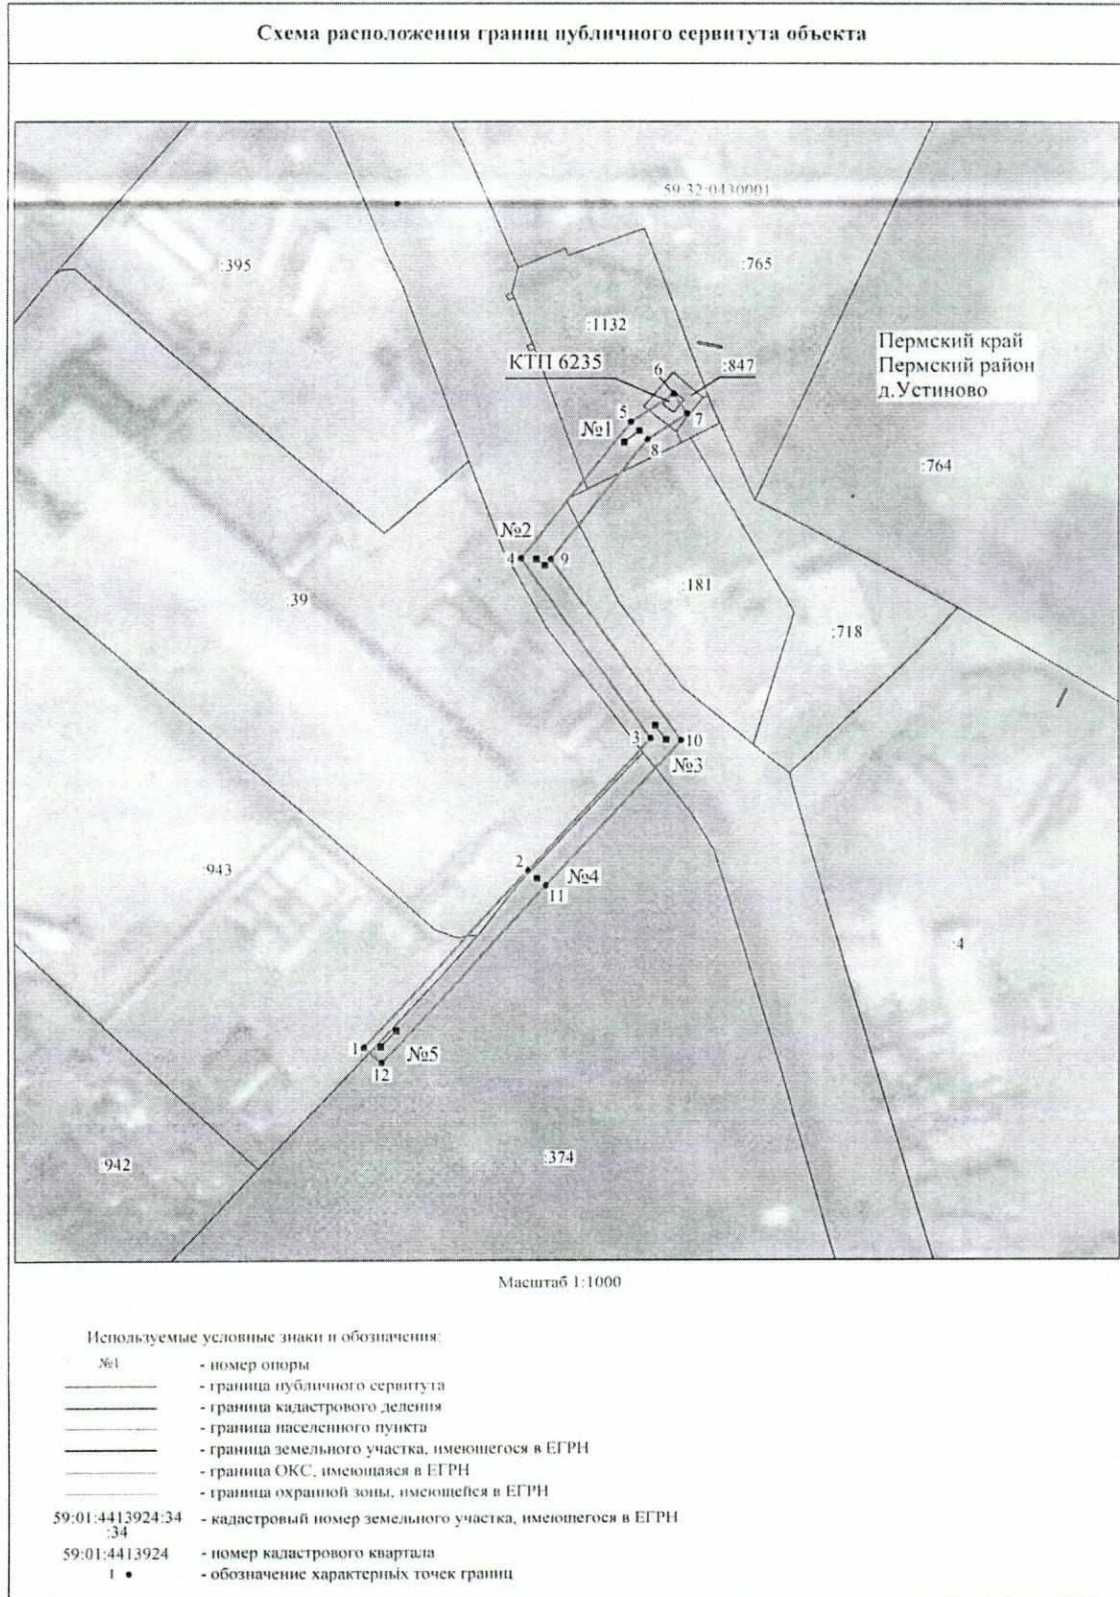 Схема расположения границ публичного сервитута объекта
59:32:0430001
:395
:765
:1132
Пермский край
Пермский район
д.Устиново
КТП 6235
6
:847
5
7
№1
8
:764
№2
4
9
:181
:39
:718
3
10
№3
2
№4
:943
11
:4
1
№5
12
:374
:942
Масштаб 1:1000
Используемые условные знаки и обозначения:
№1 - номер опоры
- граница публичного сервитута
- граница кадастрового деления
- граница населенного пункта
- граница земельного участка, имеющегося в ЕГРН
- граница ОКС, имеющаяся в ЕГРН
- граница охранной зоны, имеющейся в ЕГРН
59:01:4413924:34 - кадастровый номер земельного участка, имеющегося в ЕГРН
:34
59:01:4413924 - номер кадастрового квартала
1 • - обозначение характерных точек границ